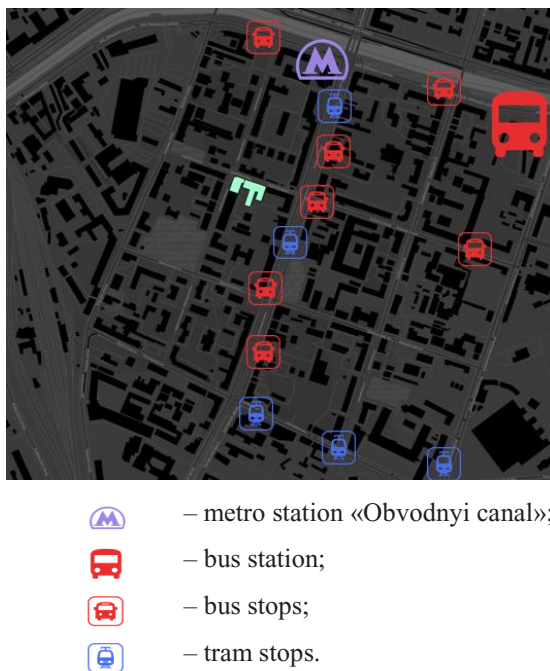 – metro station «Obvodnyi canal»;
– bus station;
– bus stops;
– tram stops.